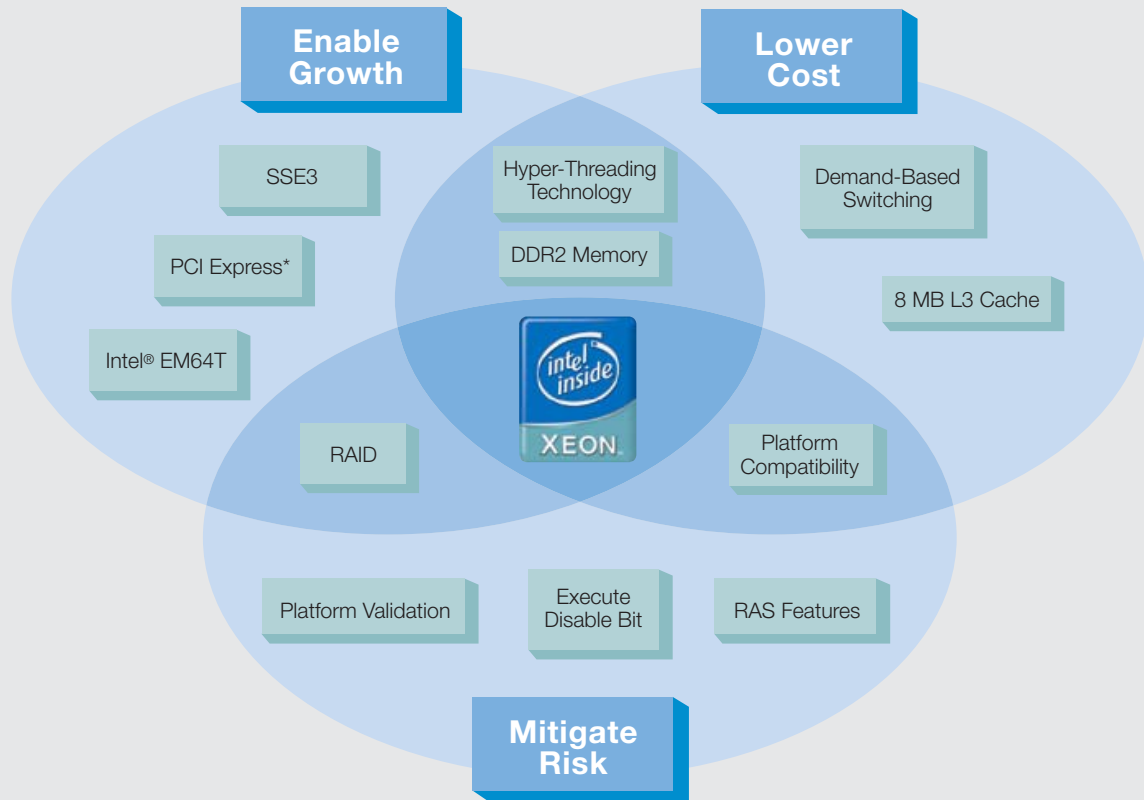 Enable
Growth
Lower
Cost
SSE3
Hyper-Threading
Technology
Demand-Based
Switching
PCI Express*
DDR2 Memory
8 MB L3 Cache
Intel® EM64T
intel
inside
XEON™
RAID
Platform
Compatibility
Platform Validation
Execute
Disable Bit
RAS Features
Mitigate
Risk